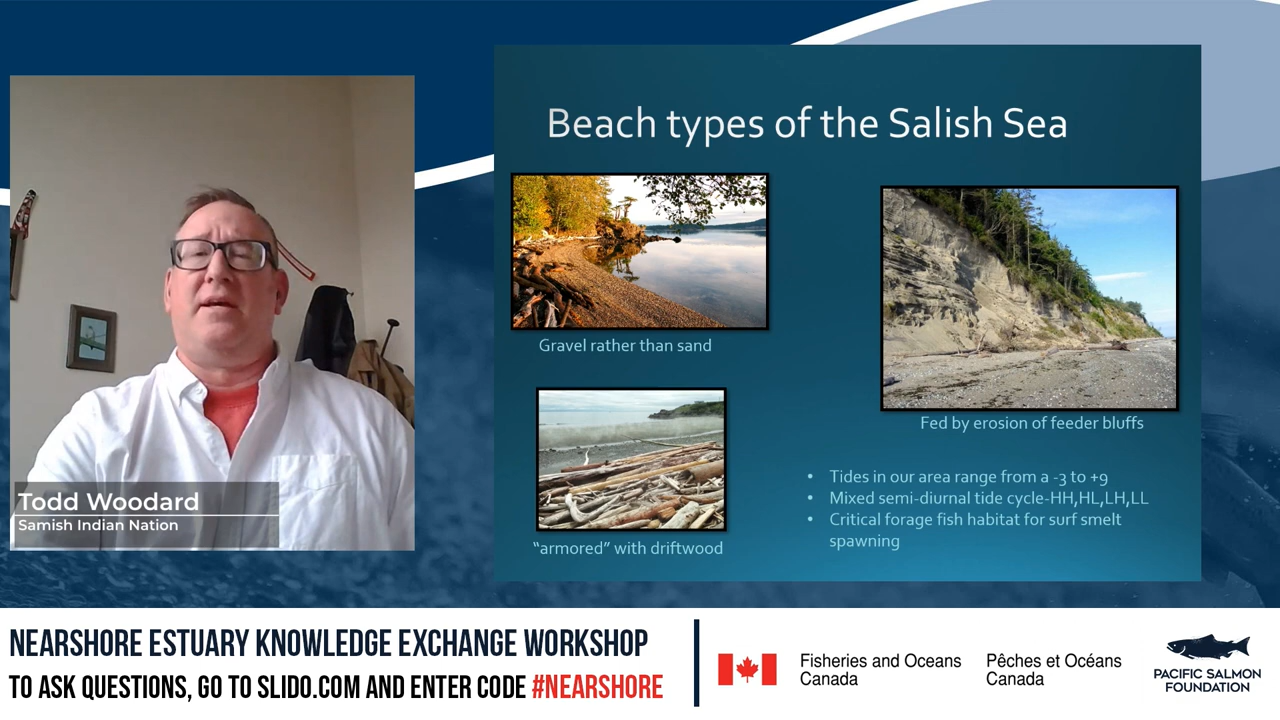 Beach types of the Salish Sea
Gravel rather than sand
Fed by erosion of feeder bluffs
"armored" with driftwood
• Tides in our area range from a -3 to +9
• Mixed semi-diurnal tide cycle-HH,HL,LH,LL
• Critical forage fish habitat for surf smelt
spawning
Todd Woodard
Samish Indian Nation
NEARSHORE ESTUARY KNOWLEDGE EXCHANGE WORKSHOP
TO ASK QUESTIONS, GO TO SLIDO.COM AND ENTER CODE #NEARSHORE
Fisheries and Oceans
Canada
Pêches et Océans
Canada
PACIFIC SALMON
FOUNDATION